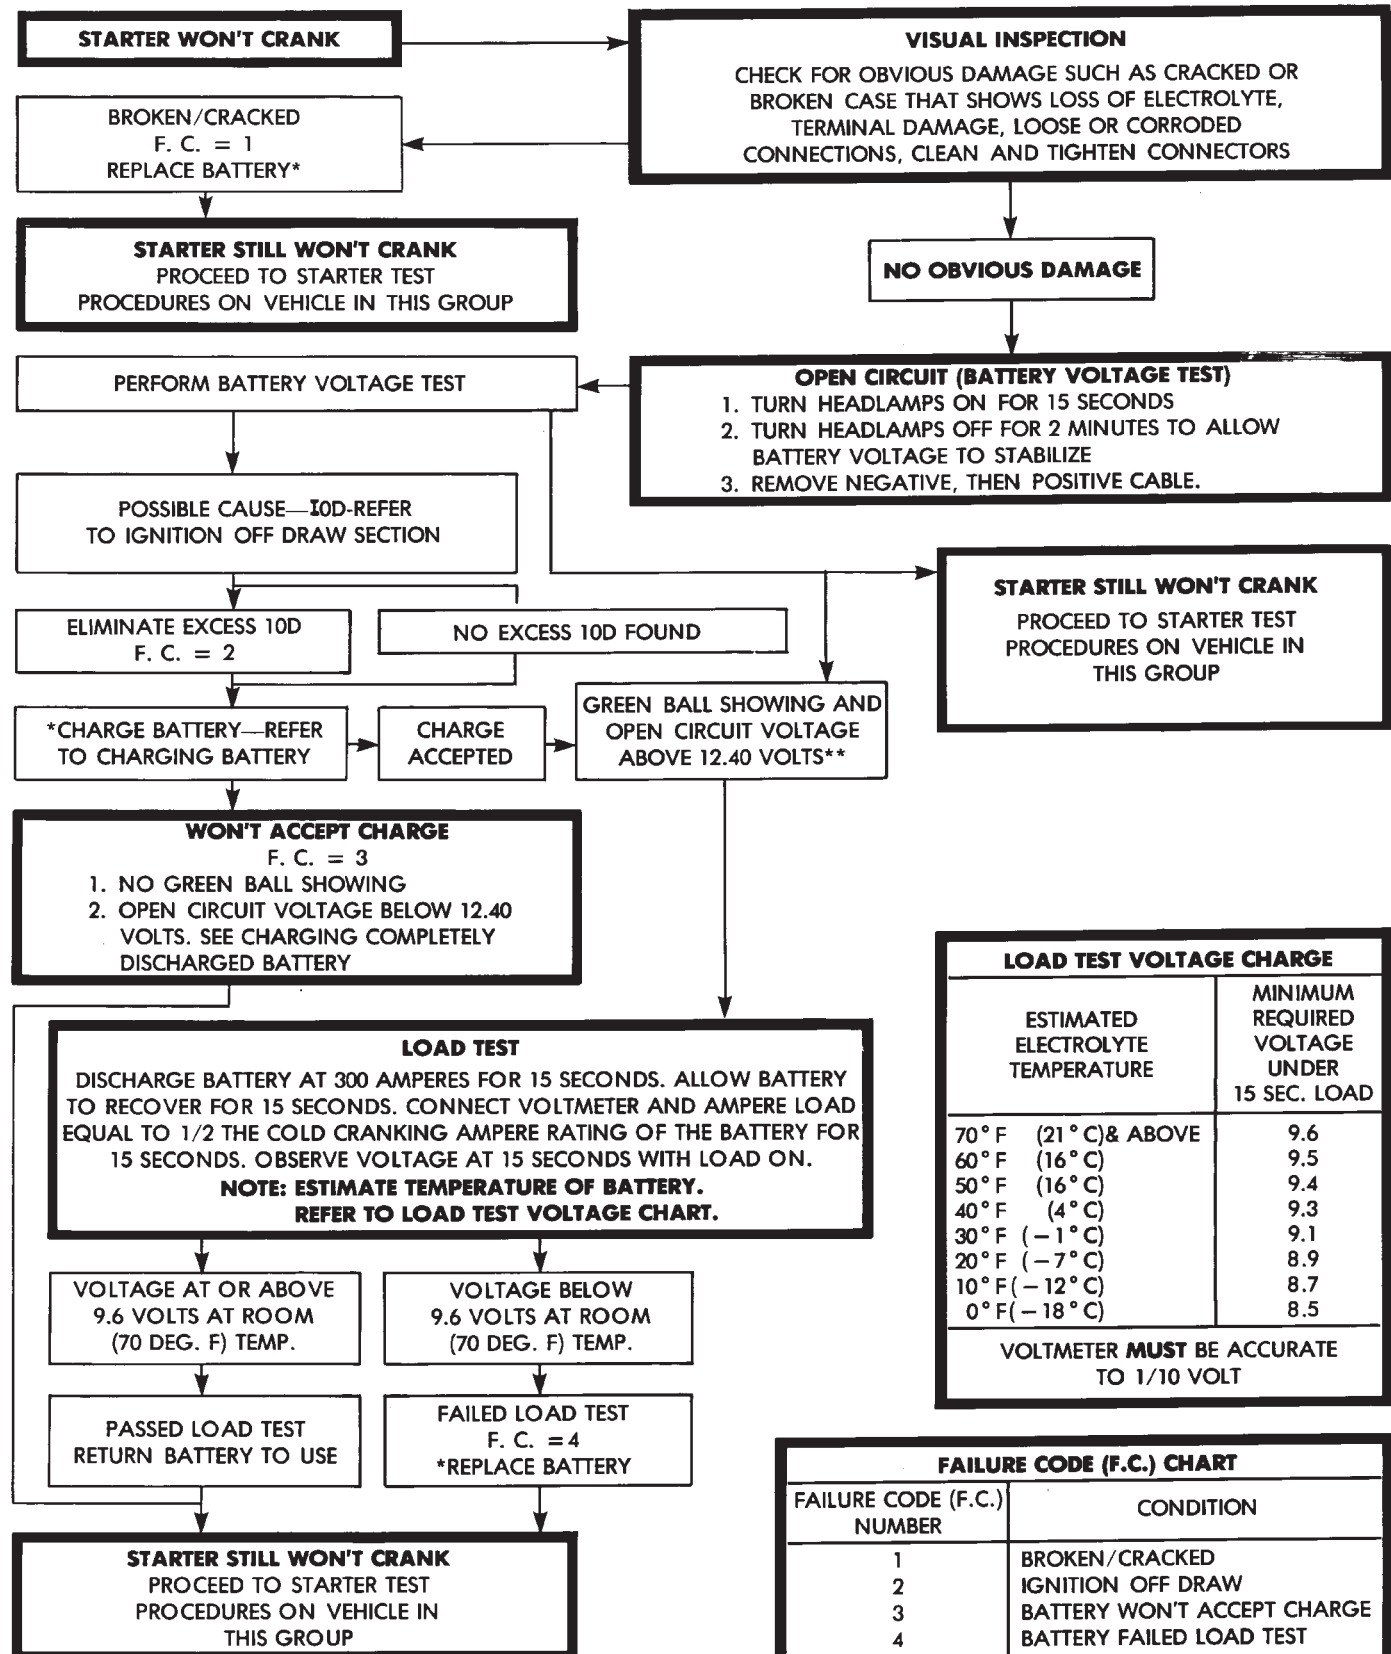 STARTER WON'T CRANK
VISUAL INSPECTION
CHECK FOR OBVIOUS DAMAGE SUCH AS CRACKED OR
BROKEN CASE THAT SHOWS LOSS OF ELECTROLYTE,
TERMINAL DAMAGE, LOOSE OR CORRODED
CONNECTIONS, CLEAN AND TIGHTEN CONNECTORS
BROKEN/CRACKED
F. C. = 1
REPLACE BATTERY*
STARTER STILL WON'T CRANK
PROCEED TO STARTER TEST
PROCEDURES ON VEHICLE IN THIS GROUP
NO OBVIOUS DAMAGE
OPEN CIRCUIT (BATTERY VOLTAGE TEST)
1. TURN HEADLAMPS ON FOR 15 SECONDS
2. TURN HEADLAMPS OFF FOR 2 MINUTES TO ALLOW
BATTERY VOLTAGE TO STABILIZE
3. REMOVE NEGATIVE, THEN POSITIVE CABLE.
PERFORM BATTERY VOLTAGE TEST
POSSIBLE CAUSE—IOD-REFER
TO IGNITION OFF DRAW SECTION
STARTER STILL WON'T CRANK
PROCEED TO STARTER TEST
PROCEDURES ON VEHICLE IN
THIS GROUP
ELIMINATE EXCESS 10D
F. C. = 2
NO EXCESS 10D FOUND
*CHARGE BATTERY—REFER
TO CHARGING BATTERY
CHARGE
ACCEPTED
GREEN BALL SHOWING AND
OPEN CIRCUIT VOLTAGE
ABOVE 12.40 VOLTS**
WON'T ACCEPT CHARGE
F. C. = 3
1. NO GREEN BALL SHOWING
2. OPEN CIRCUIT VOLTAGE BELOW 12.40
VOLTS. SEE CHARGING COMPLETELY
DISCHARGED BATTERY
LOAD TEST
DISCHARGE BATTERY AT 300 AMPERES FOR 15 SECONDS. ALLOW BATTERY
TO RECOVER FOR 15 SECONDS. CONNECT VOLTMETER AND AMPERE LOAD
EQUAL TO 1/2 THE COLD CRANKING AMPERE RATING OF THE BATTERY FOR
15 SECONDS. OBSERVE VOLTAGE AT 15 SECONDS WITH LOAD ON.
NOTE: ESTIMATE TEMPERATURE OF BATTERY.
REFER TO LOAD TEST VOLTAGE CHART.
VOLTAGE AT OR ABOVE
9.6 VOLTS AT ROOM
(70 DEG. F) TEMP.
VOLTAGE BELOW
9.6 VOLTS AT ROOM
(70 DEG. F) TEMP.
PASSED LOAD TEST
RETURN BATTERY TO USE
FAILED LOAD TEST
F. C. = 4
*REPLACE BATTERY
STARTER STILL WON'T CRANK
PROCEED TO STARTER TEST
PROCEDURES ON VEHICLE IN
THIS GROUP
LOAD TEST VOLTAGE CHARGE
ESTIMATED
ELECTROLYTE
TEMPERATURE
MINIMUM
REQUIRED
VOLTAGE
UNDER
15 SEC. LOAD
70° F (21° C)& ABOVE 9.6
60° F (16° C) 9.5
50° F (16° C) 9.4
40° F (4° C) 9.3
30° F (−1° C) 9.1
20° F (−7° C) 8.9
10° F (−12° C) 8.7
0° F (−18° C) 8.5
VOLTMETER MUST BE ACCURATE
TO 1/10 VOLT
FAILURE CODE (F.C.) CHART
FAILURE CODE (F.C.)
NUMBER
CONDITION
1 BROKEN/CRACKED
2 IGNITION OFF DRAW
3 BATTERY WON'T ACCEPT CHARGE
4 BATTERY FAILED LOAD TEST